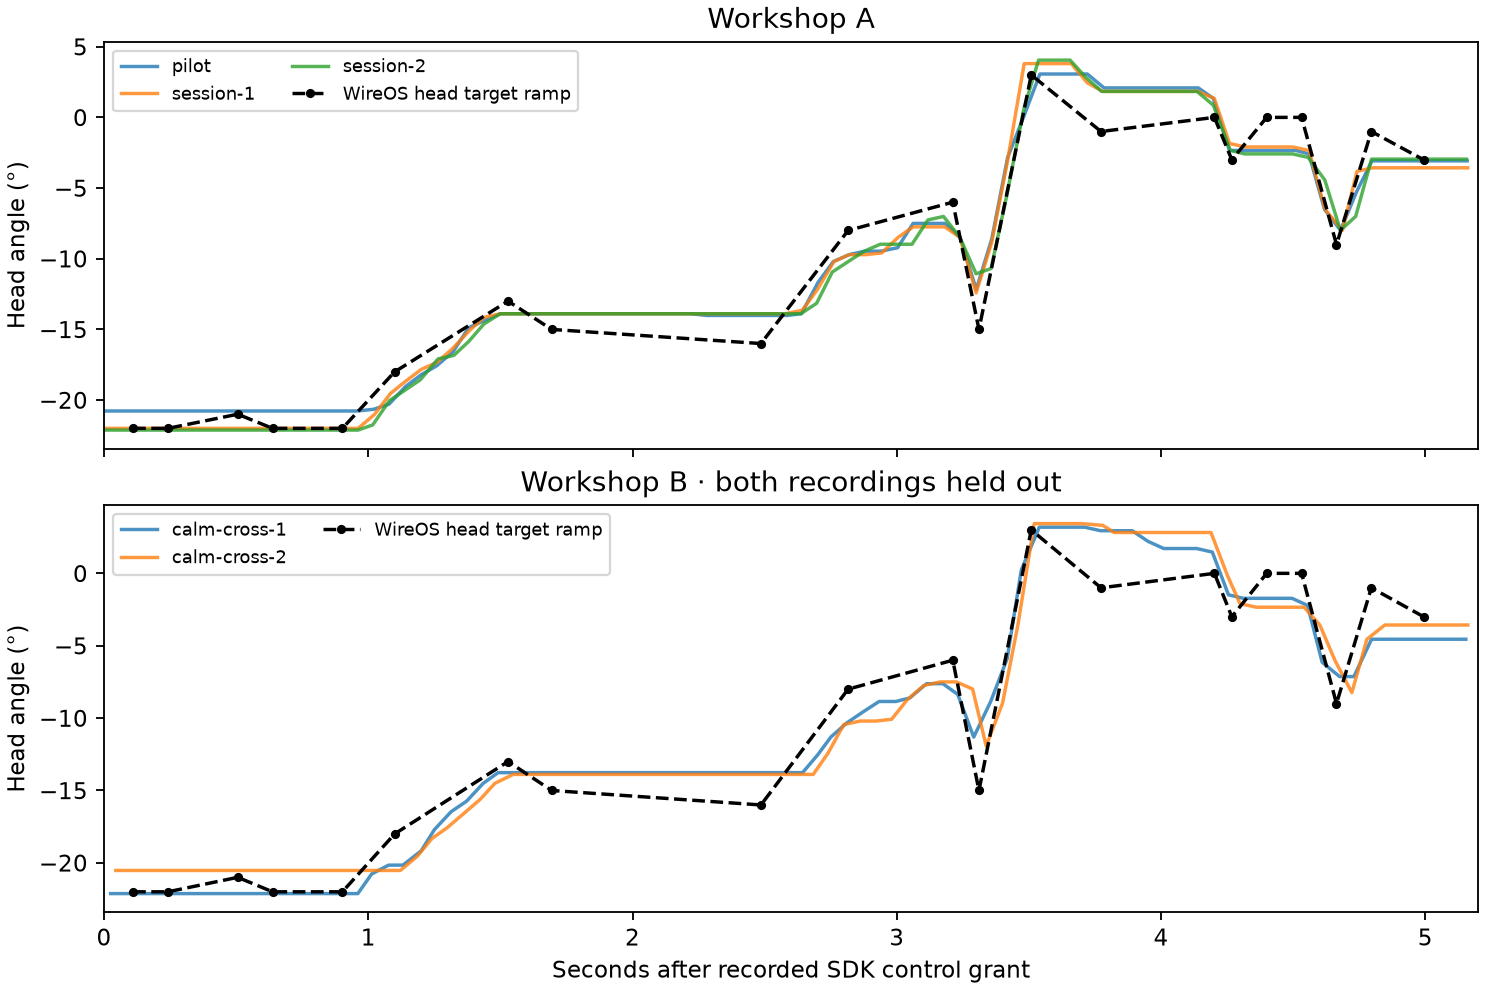 Workshop A
5
0
−5
−10
−15
−20
Head angle (°)
pilot
session-1
session-2
WireOS head target ramp
Workshop B · both recordings held out
0
−5
−10
−15
−20
Head angle (°)
calm-cross-1
calm-cross-2
WireOS head target ramp
0 1 2 3 4 5
Seconds after recorded SDK control grant